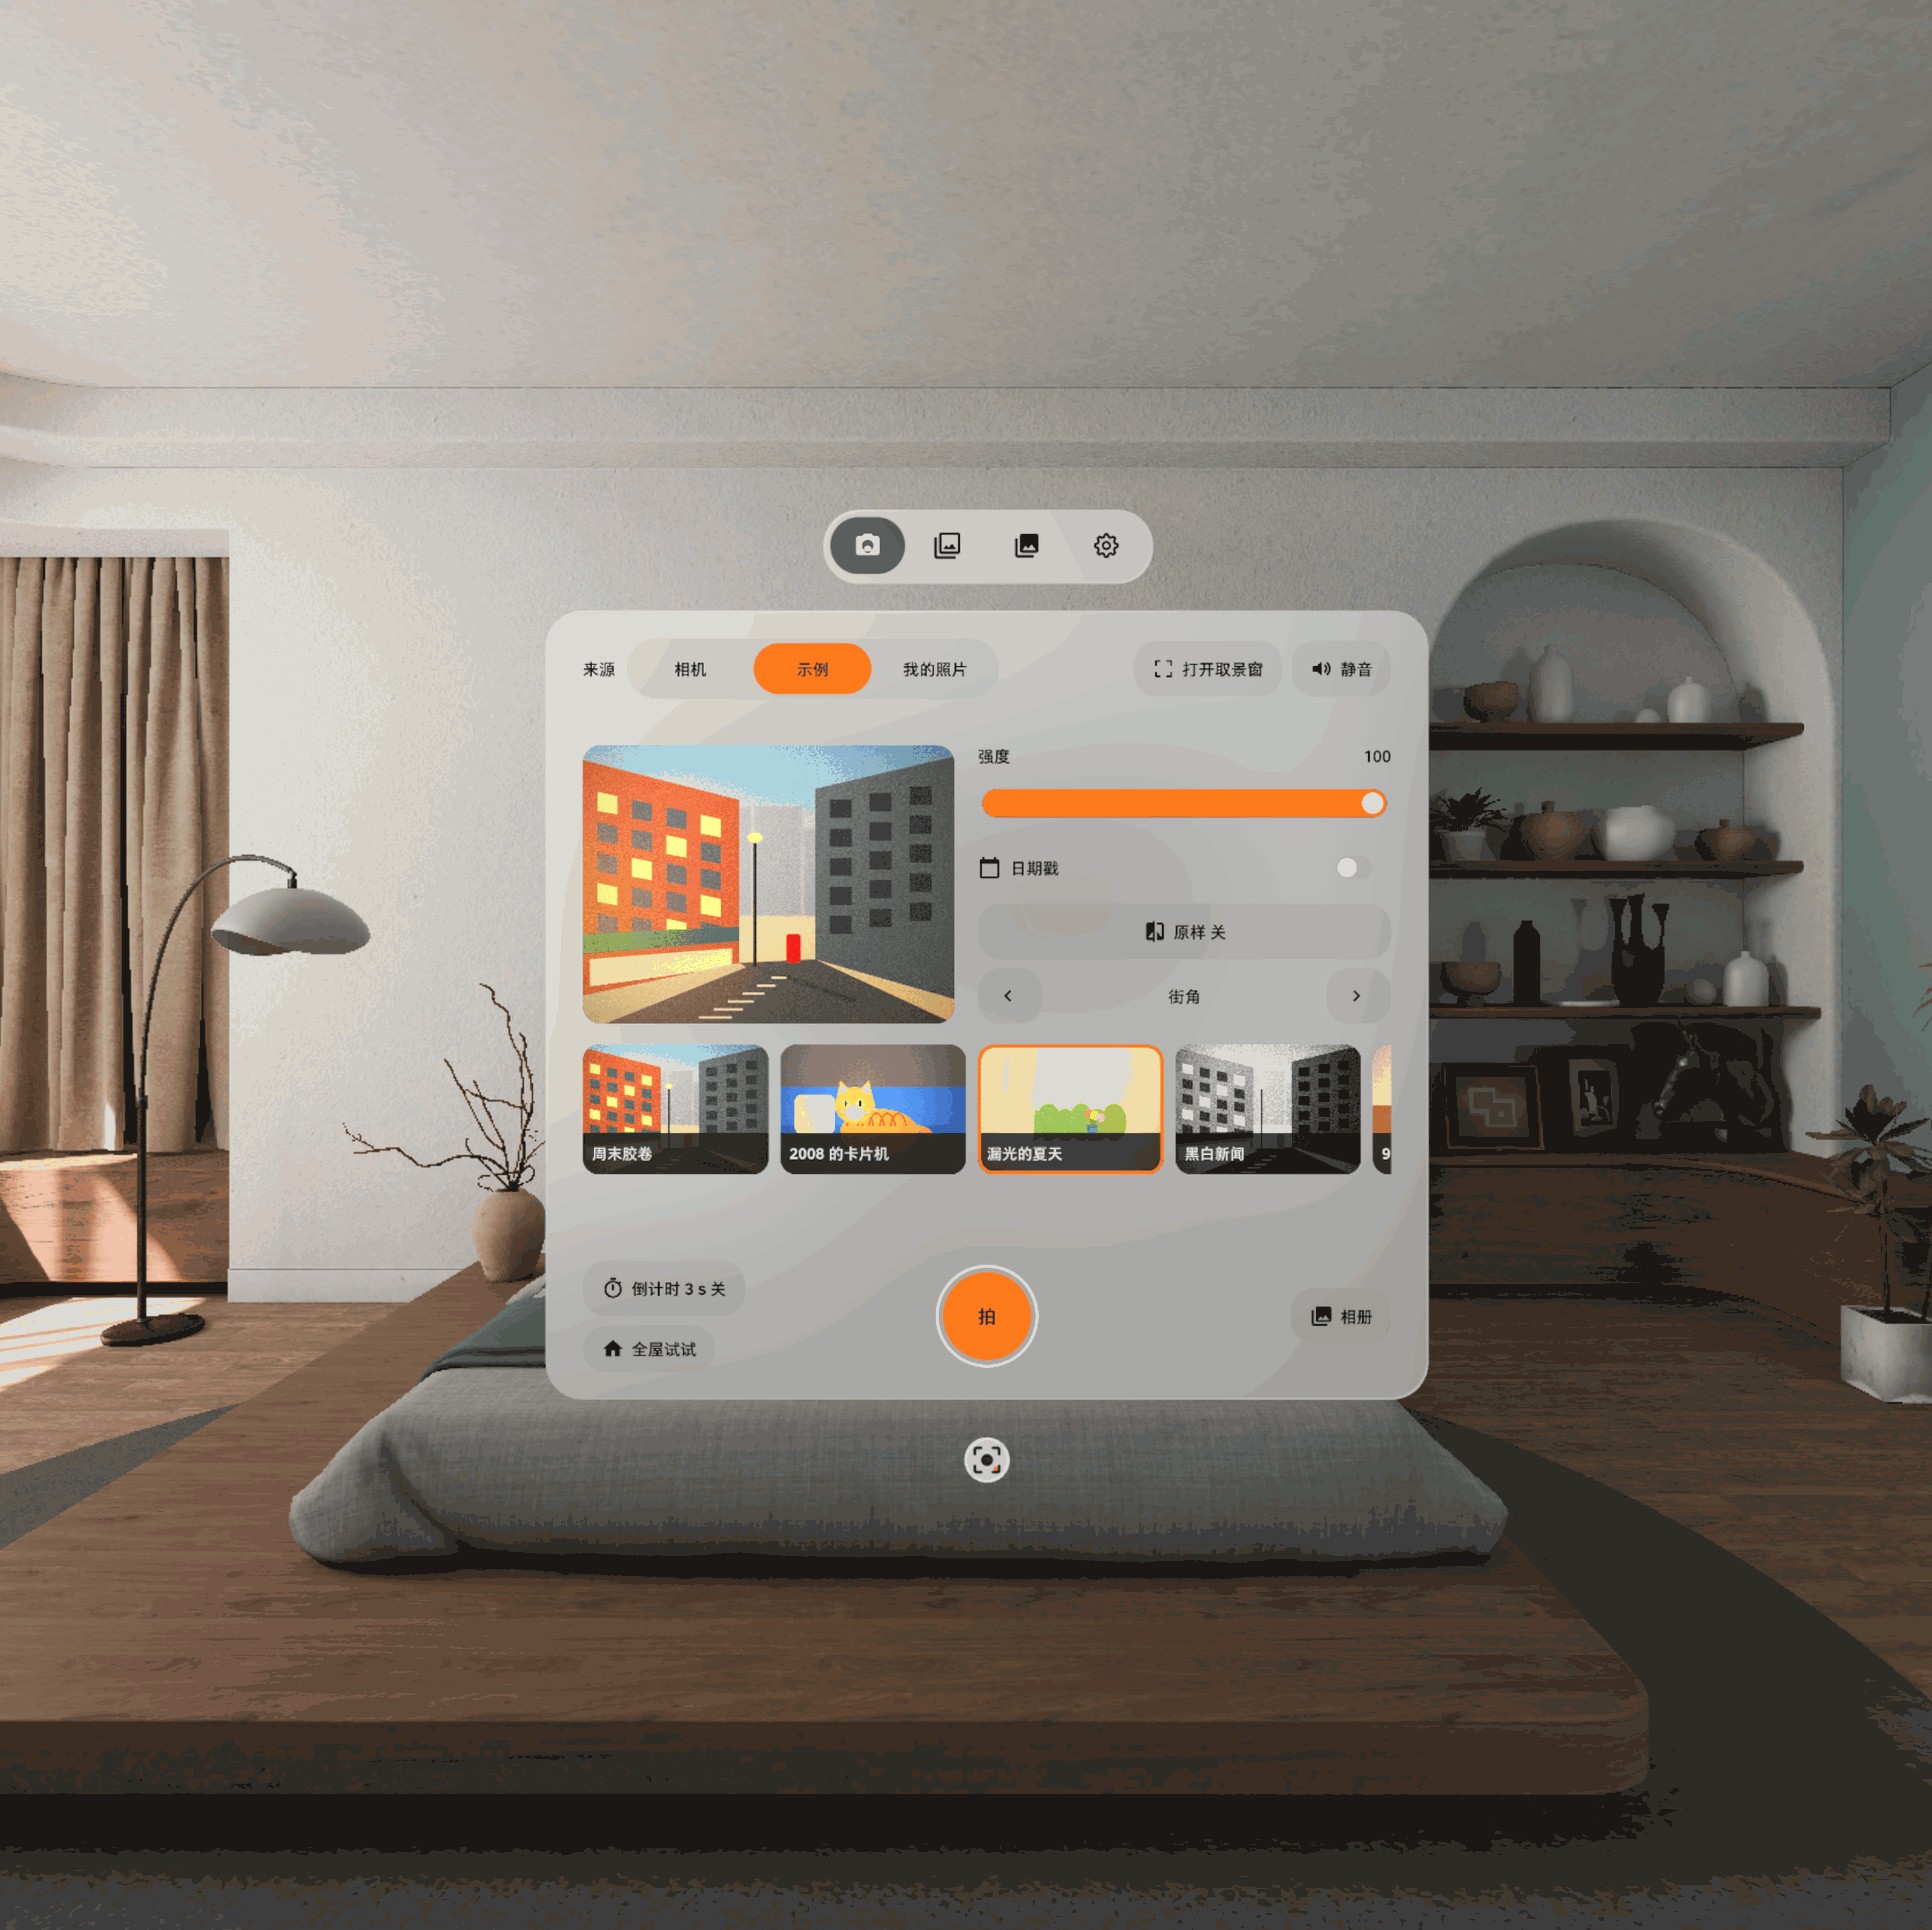 来源
相机
示例
我的照片
打开取景窗
静音
强度
100
日期戳
原样 关
街角
周末胶卷
2008 的卡片机
漏光的夏天
黑白新闻
9
倒计时 3 s 关
全屋试试
拍
相册